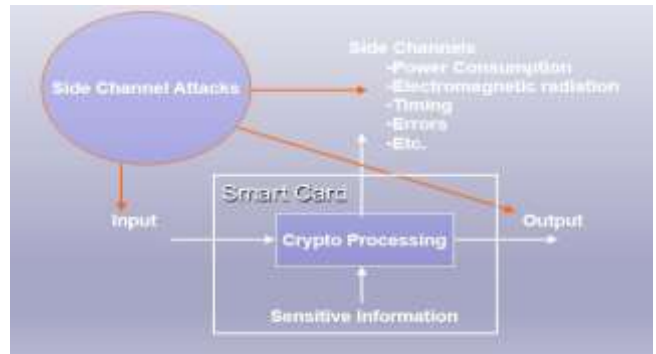 Side Channel Attacks
Side Channels
-Power Consumption
-Electromagnetic radiation
-Timing
-Errors
-Etc.
Smart Card
Input
Crypto Processing
Output
Sensitive Information